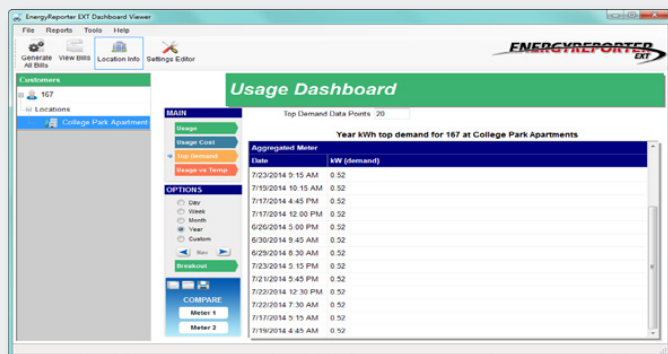 EnergyReporter EXT Dashboard Viewer
File Reports Tools Help
Generate All Bills
View Bills
Location Info
Settings Editor
ENERGYREPORTER
EXT
Customers
167
Locations
College Park Apartment
Usage Dashboard
MAIN
Usage
Usage Cost
Top Demand
Usage vs Temp
OPTIONS
Day
Week
Month
Year
Custom
Nav
Breakout
COMPARE
Meter 1
Meter 2
Top Demand Data Points 20
Year kWh top demand for 167 at College Park Apartments
Aggregated Meter
Date kW (demand)
7/23/2014 9:15 AM 0.52
7/19/2014 10:15 AM 0.52
7/17/2014 4:45 PM 0.52
7/17/2014 12:00 PM 0.52
6/26/2014 5:00 PM 0.52
6/30/2014 9:45 AM 0.52
6/29/2014 6:30 AM 0.52
7/23/2014 5:15 PM 0.52
7/21/2014 5:45 PM 0.52
7/22/2014 12:30 PM 0.52
7/22/2014 7:30 AM 0.52
7/17/2014 5:15 AM 0.52
7/19/2014 4:45 AM 0.52